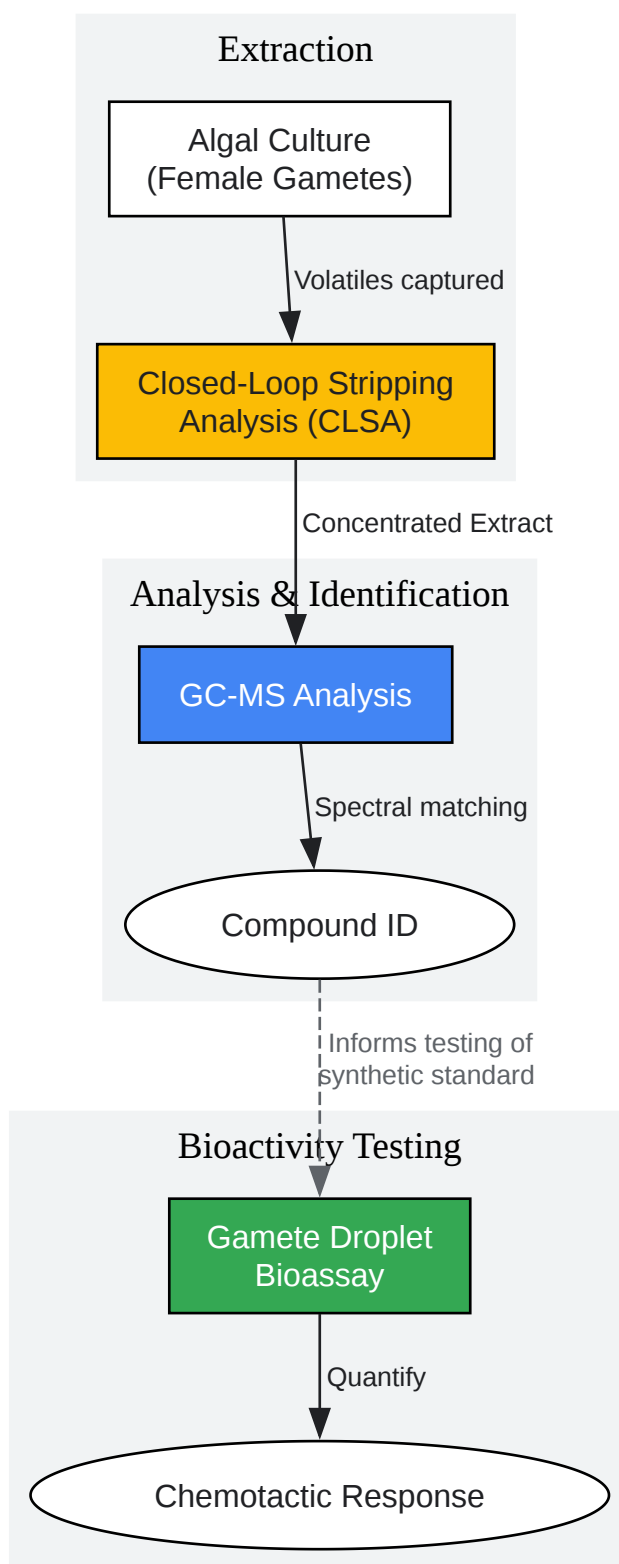 Extraction
Algal Culture
(Female Gametes)
Volatiles captured
Closed-Loop Stripping
Analysis (CLSA)
Concentrated Extract
Analysis & Identification
GC-MS Analysis
Spectral matching
Compound ID
Informs testing of
synthetic standard
Bioactivity Testing
Gamete Droplet
Bioassay
Quantify
Chemotactic Response